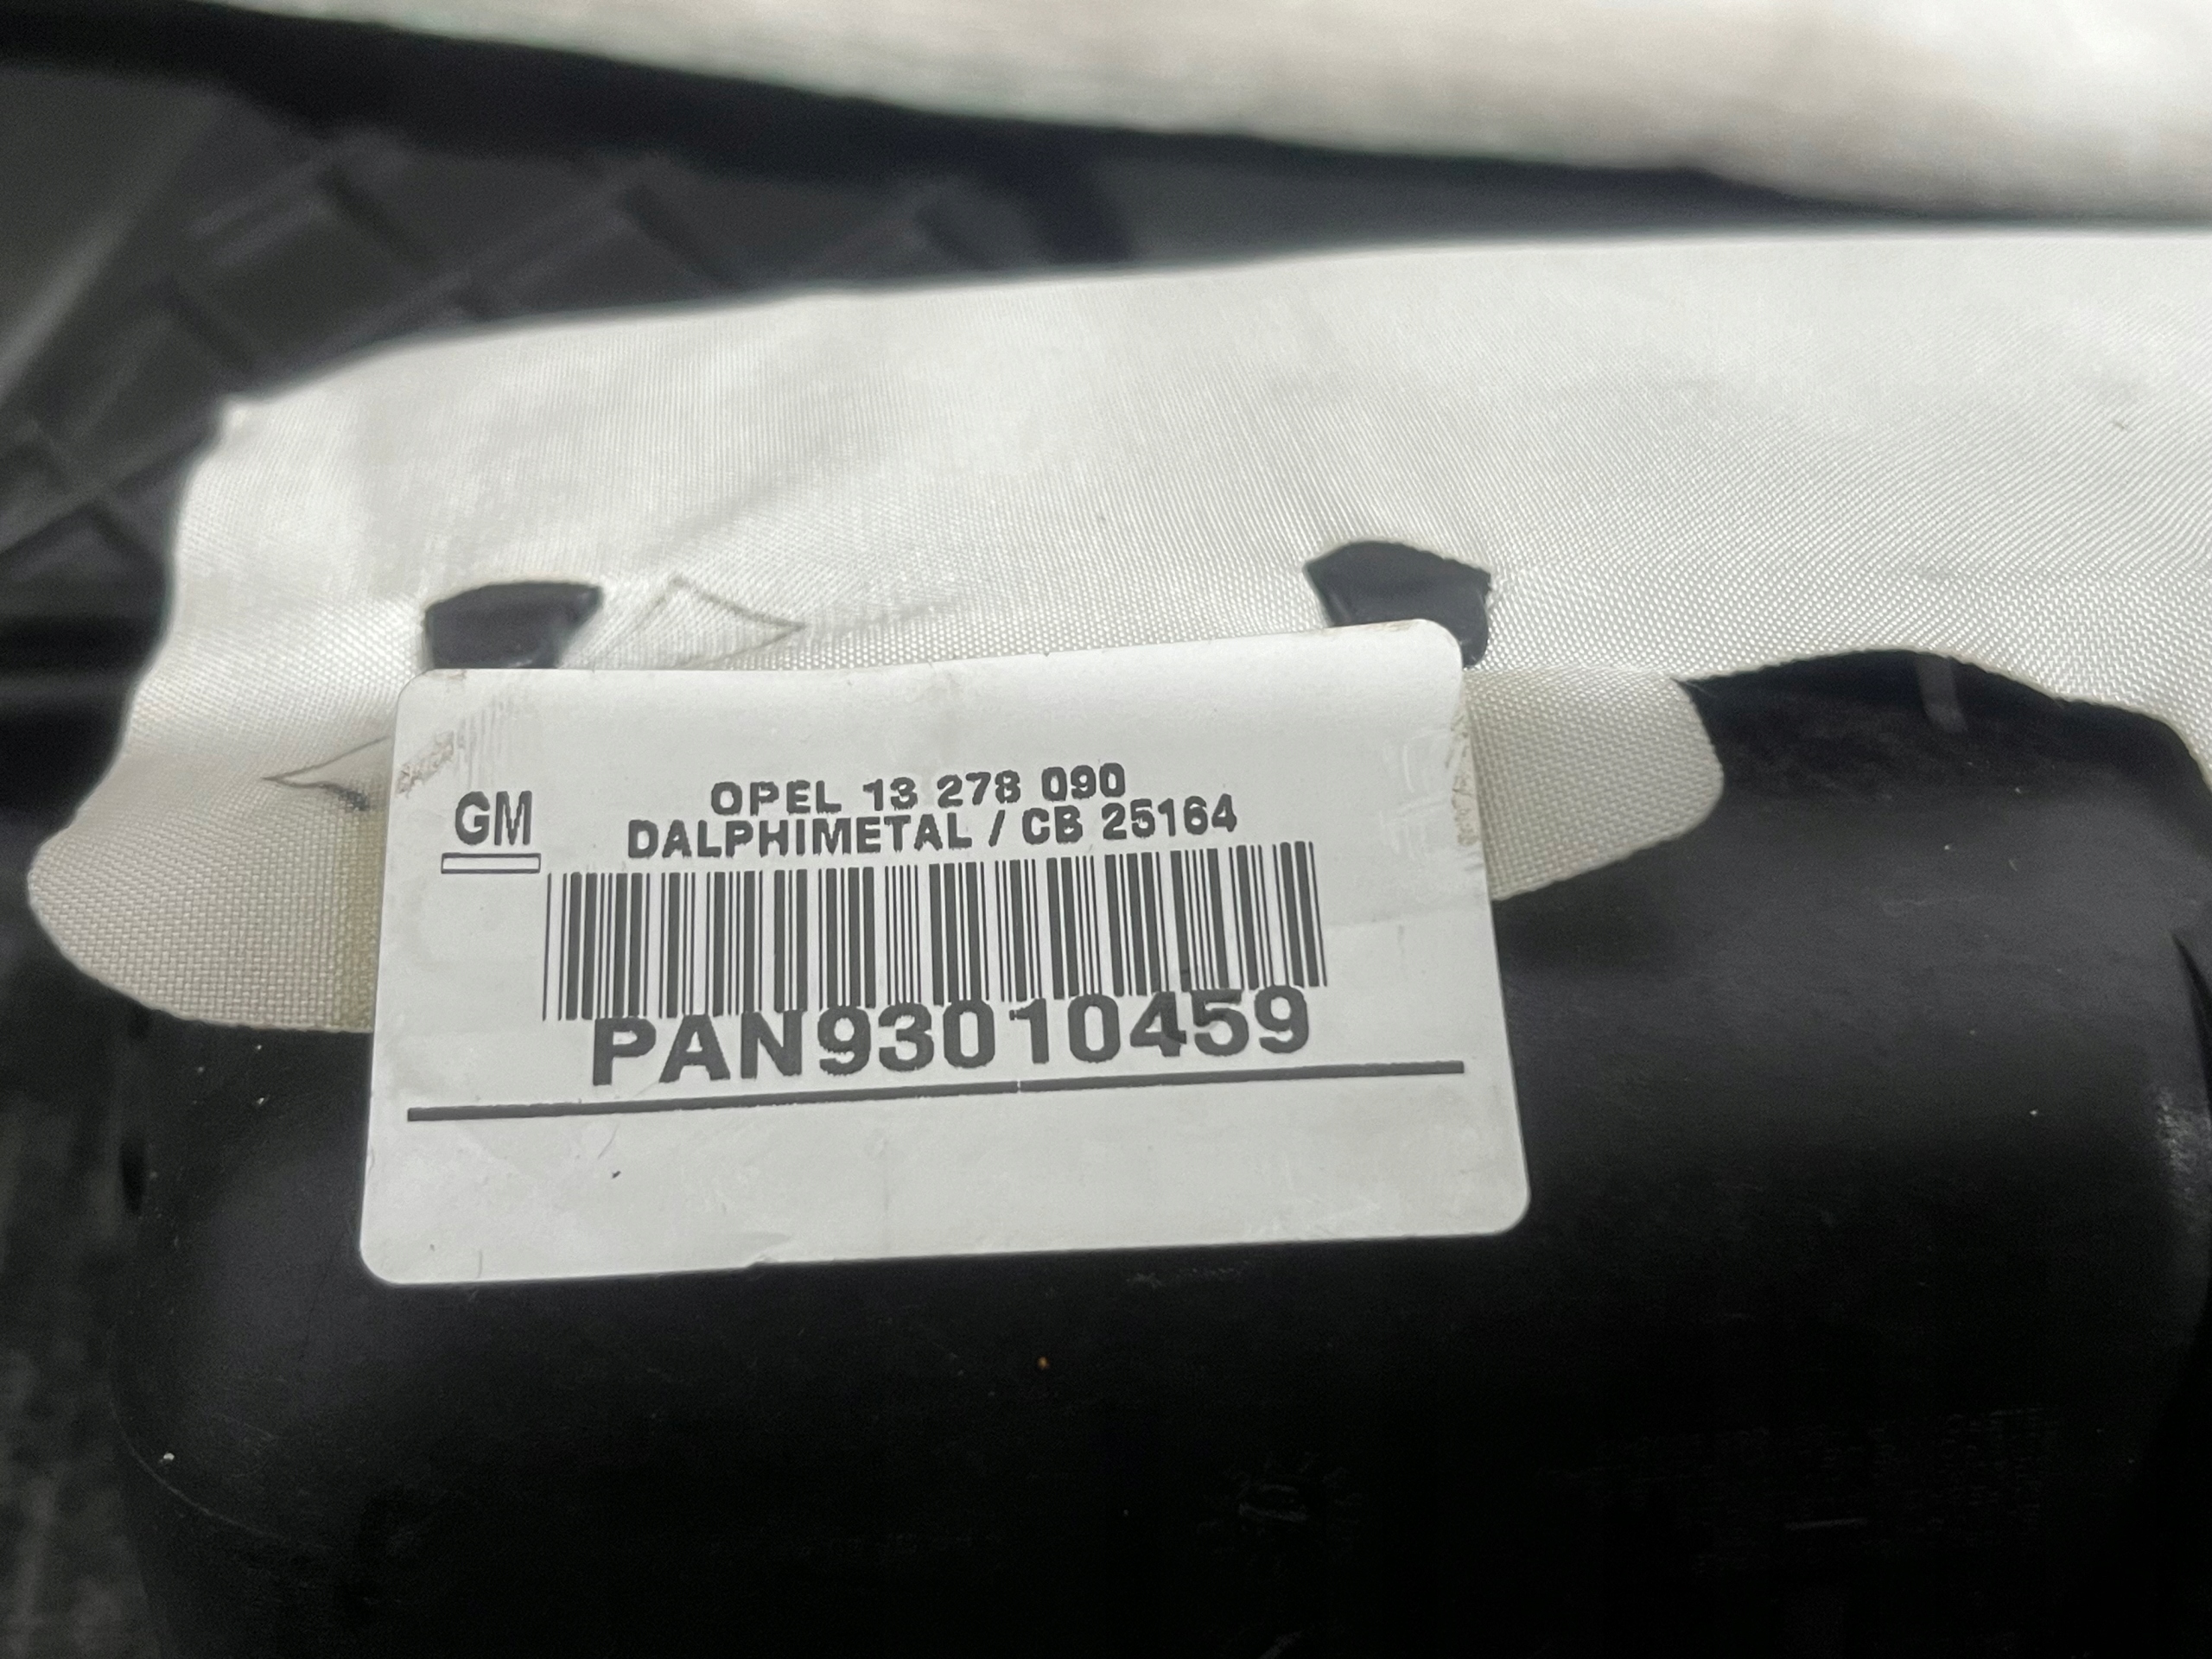 OPEL 13 278 090
GM
DALPHIMETAL / CB 25164
PAN93010459